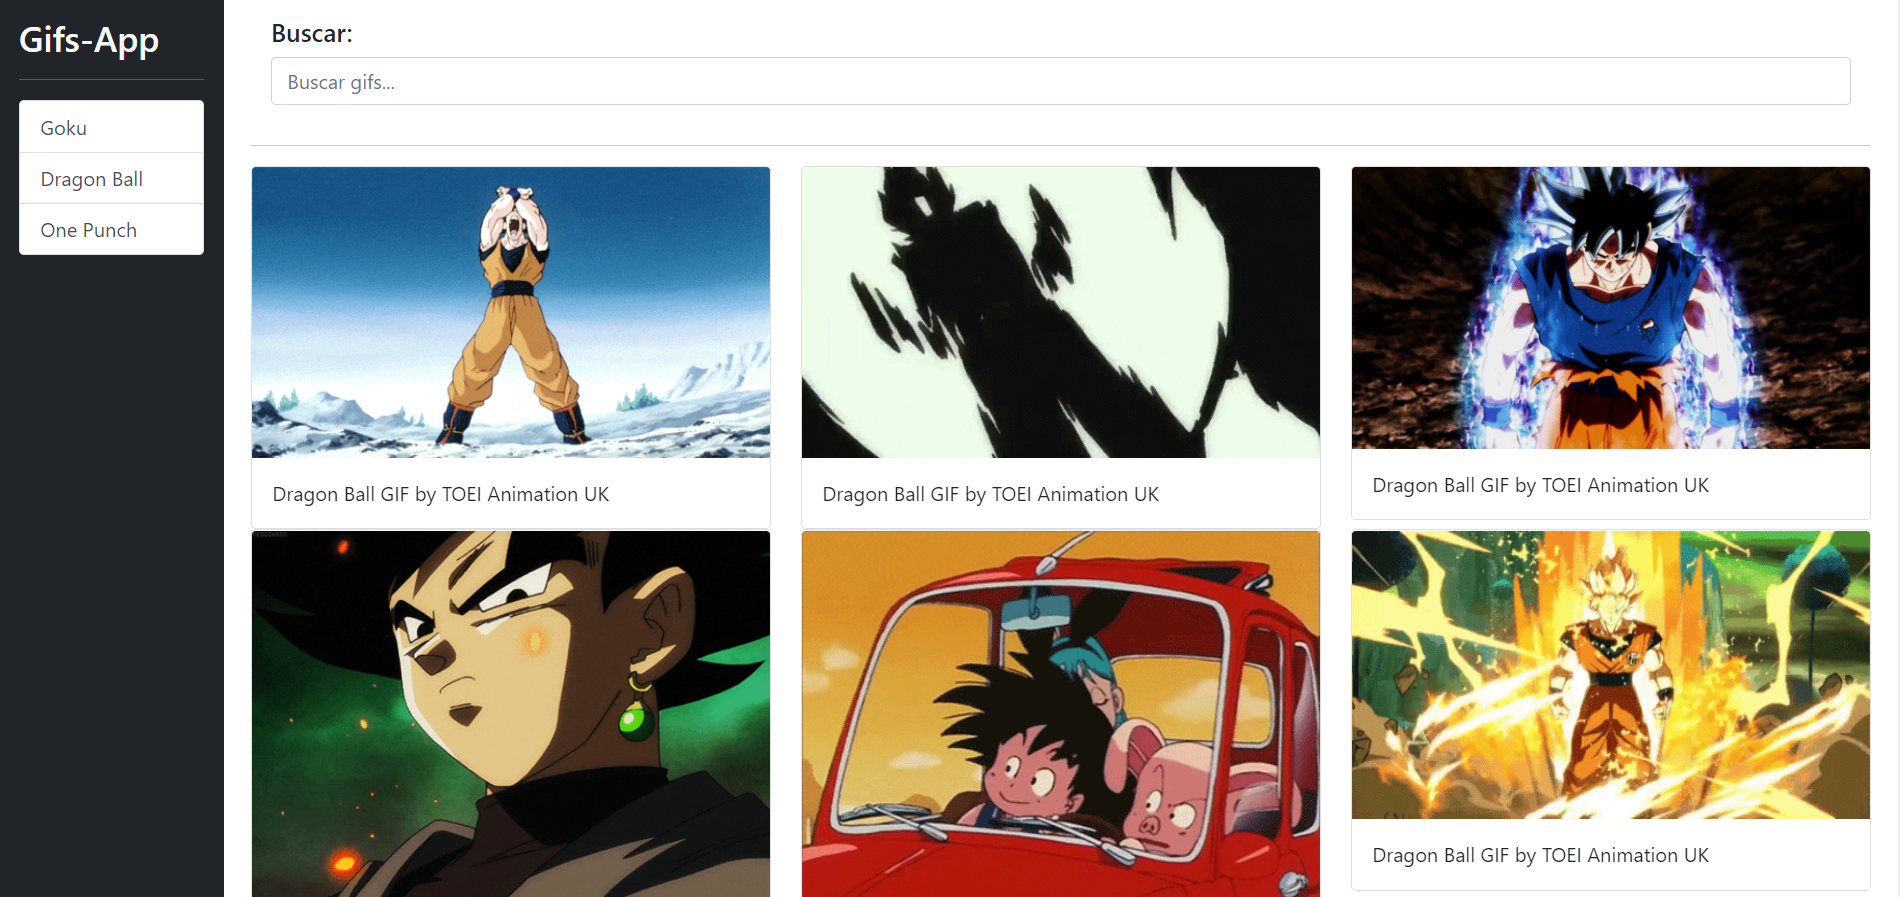 Gifs-App
Goku
Dragon Ball
One Punch
Buscar:
Buscar gifs...
Dragon Ball GIF by TOEI Animation UK
Dragon Ball GIF by TOEI Animation UK
Dragon Ball GIF by TOEI Animation UK
Dragon Ball GIF by TOEI Animation UK